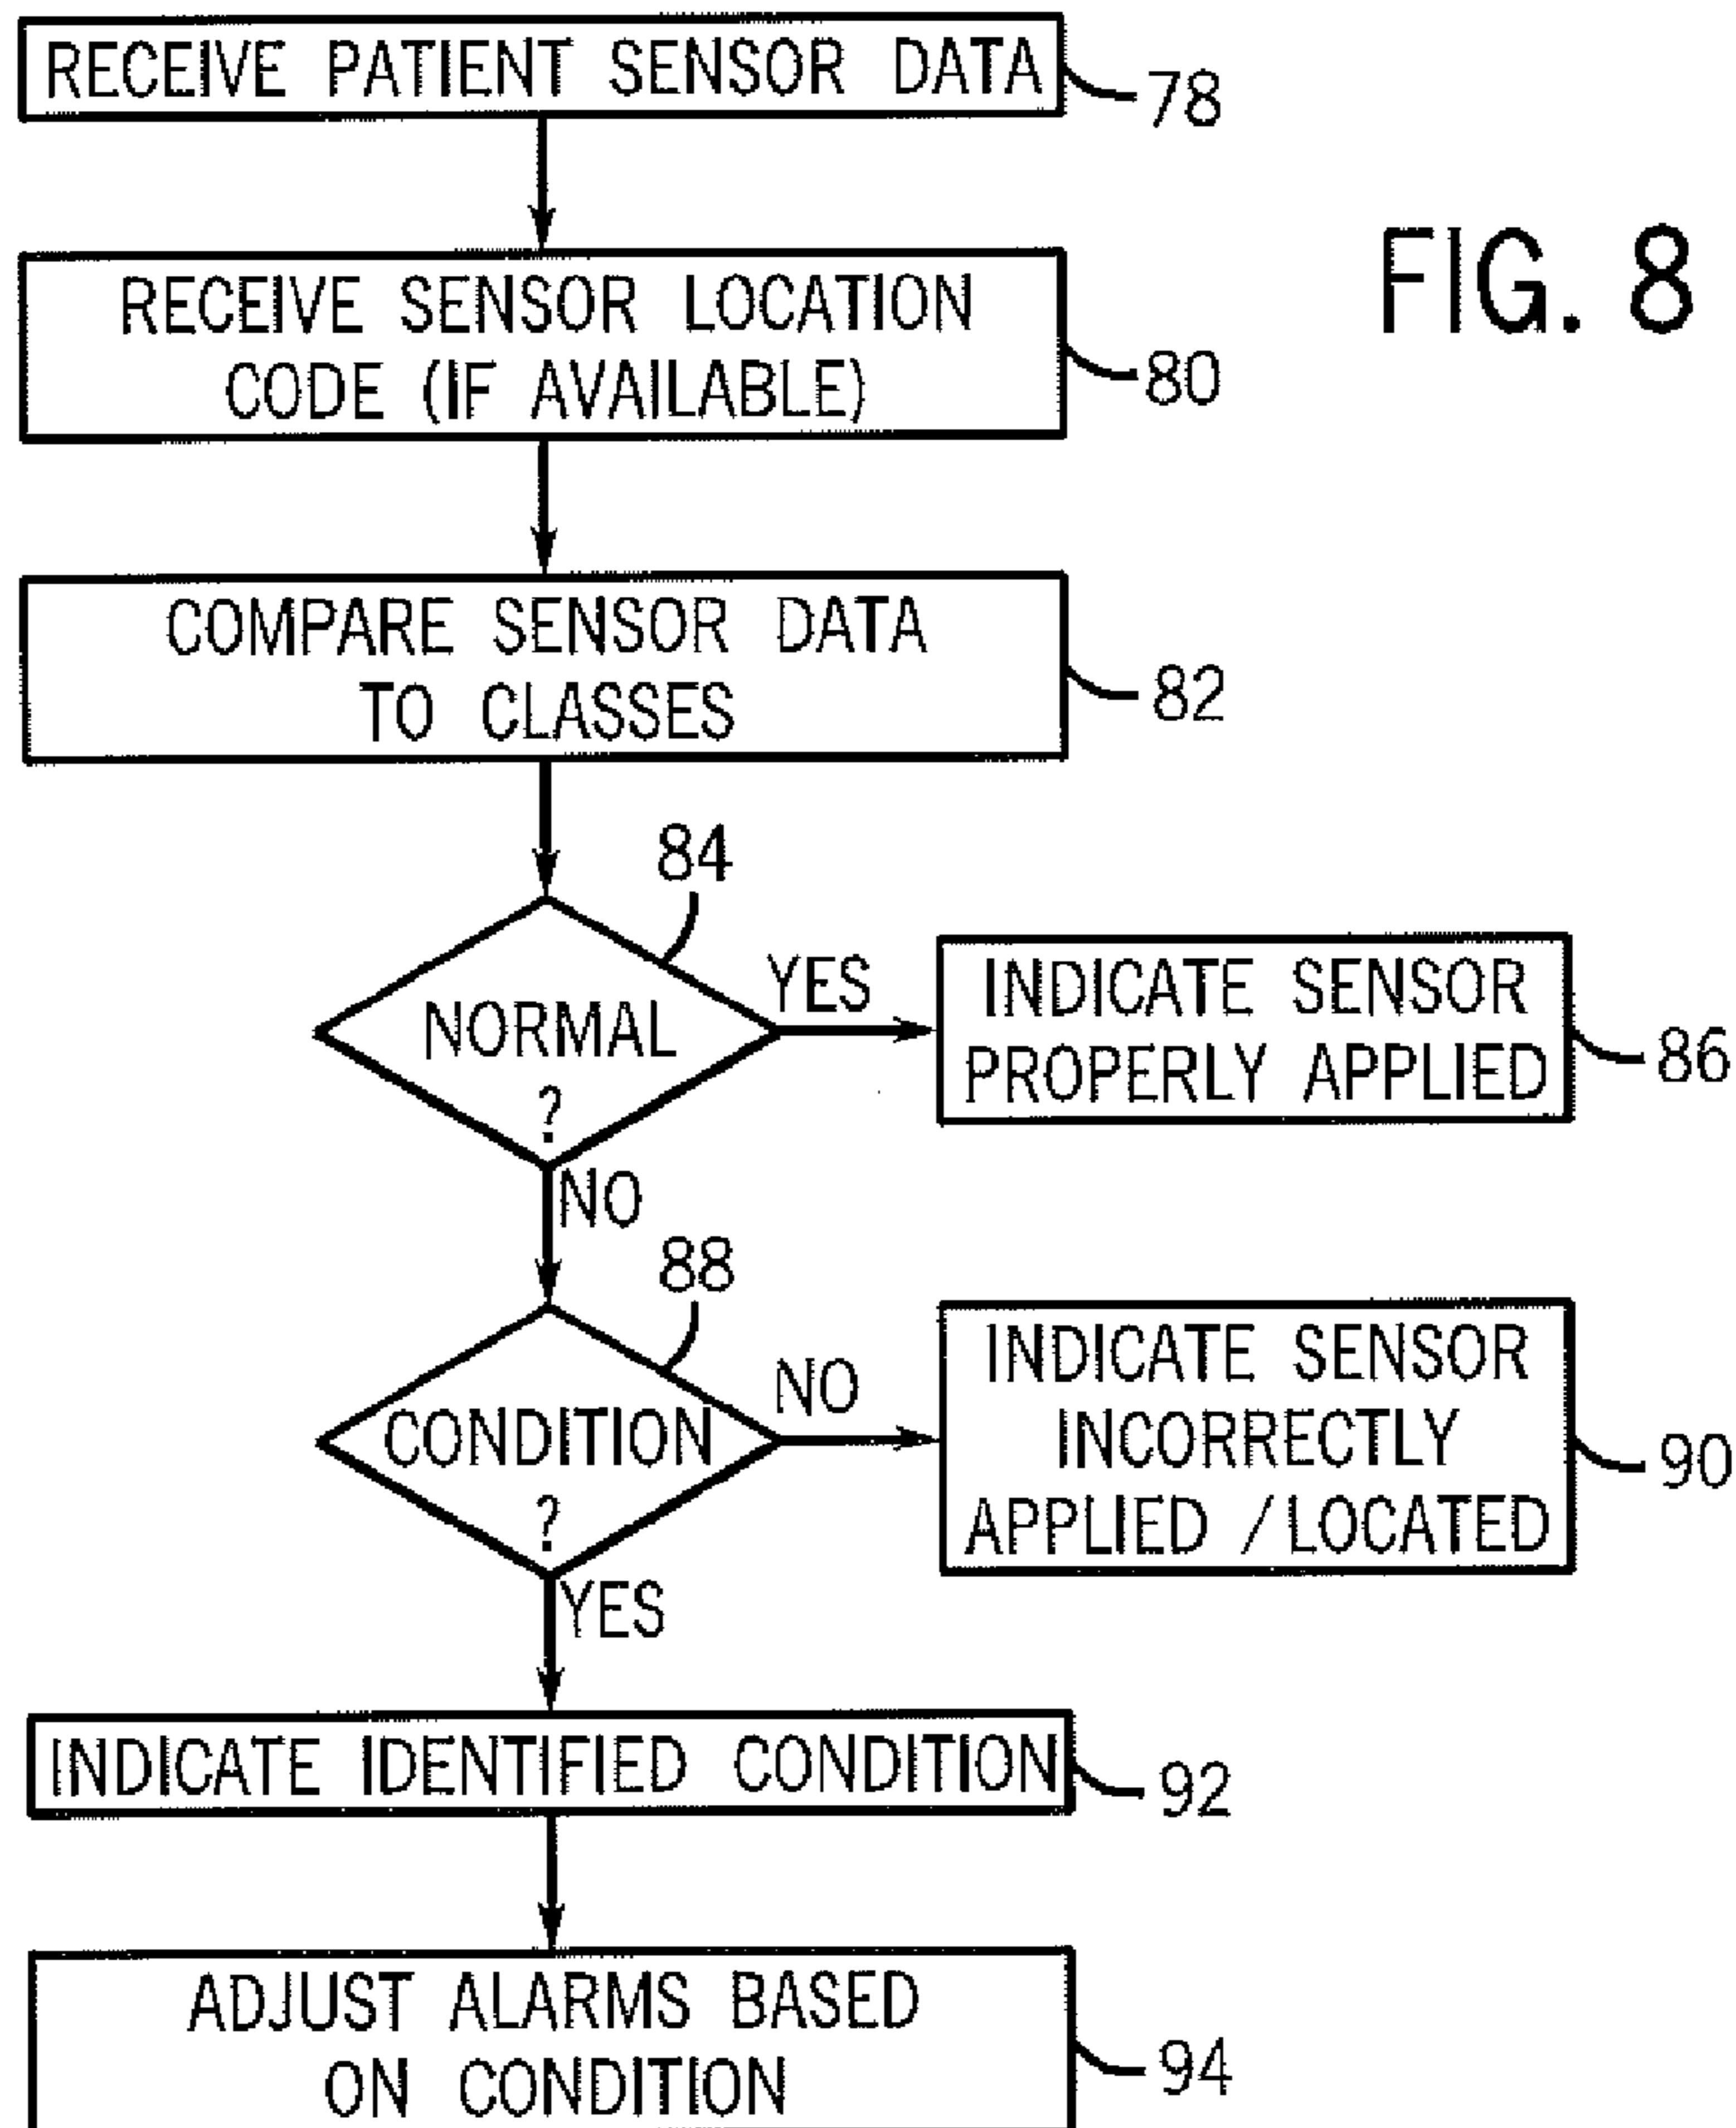 RECEIVE PATIENT SENSOR DATA
78
FIG. 8
RECEIVE SENSOR LOCATION
CODE (IF AVAILABLE)
80
COMPARE SENSOR DATA
TO CLASSES
82
84
NORMAL
?
YES
INDICATE SENSOR
PROPERLY APPLIED
86
NO
88
CONDITION
?
NO
INDICATE SENSOR
INCORRECTLY
APPLIED / LOCATED
90
YES
INDICATE IDENTIFIED CONDITION
92
ADJUST ALARMS BASED
ON CONDITION
94